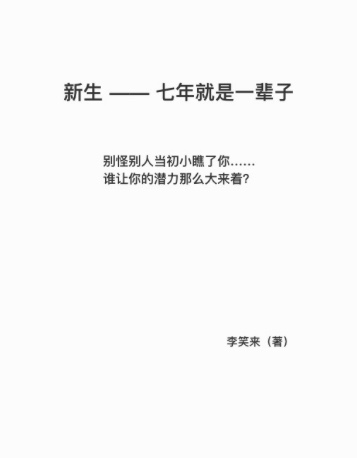 新生 —— 七年就是一辈子
别怪别人当初小瞧了你……
谁让你的潜力那么大来着？
李笑来（著）